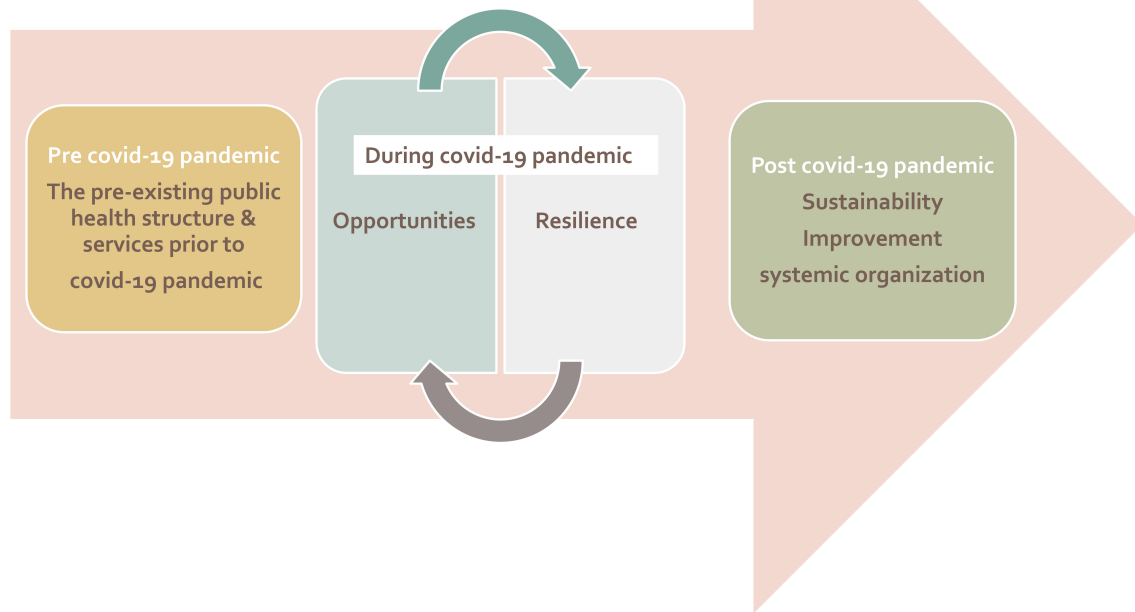 Pre covid-19 pandemic
The pre-existing public
health structure &
services prior to
covid-19 pandemic
During covid-19 pandemic
Opportunities
Resilience
Post covid-19 pandemic
Sustainability
Improvement
systemic organization